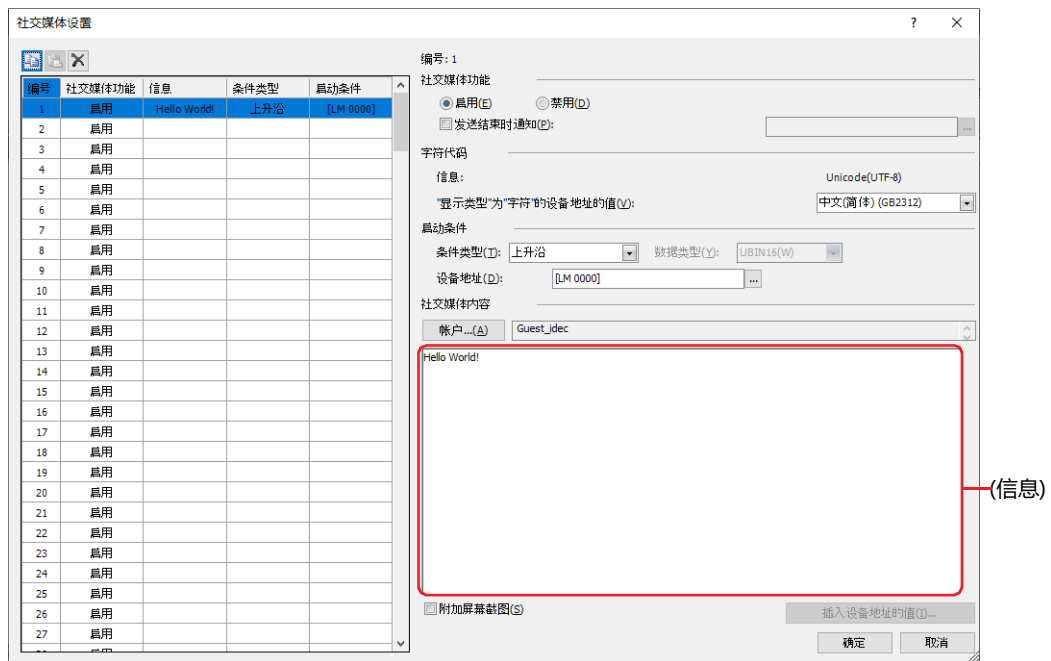 社交媒体设置
?
编号: 1
编号 社交媒体功能 信息 条件类型 启动条件
1 启用 Hello World! 上升沿 [LM 0000]
2 启用
3 启用
4 启用
5 启用
6 启用
7 启用
8 启用
9 启用
10 启用
11 启用
12 启用
13 启用
14 启用
15 启用
16 启用
17 启用
18 启用
19 启用
20 启用
21 启用
22 启用
23 启用
24 启用
25 启用
26 启用
27 启用
社交媒体功能
启用(E) 禁用(D)
发送结束时通知(P): ...
字符代码
信息: Unicode(UTF-8)
"显示类型"为"字符"的设备地址的值(V): 中文(简体) (GB2312)
启动条件
条件类型(T): 上升沿 数据类型(Y): UBIN16(W)
设备地址(D): [LM 0000] ...
社交媒体内容
帐户...(A) Guest_idec
Hello World!
(信息)
附加屏幕截图(S) 插入设备地址的值(I)...
确定 取消